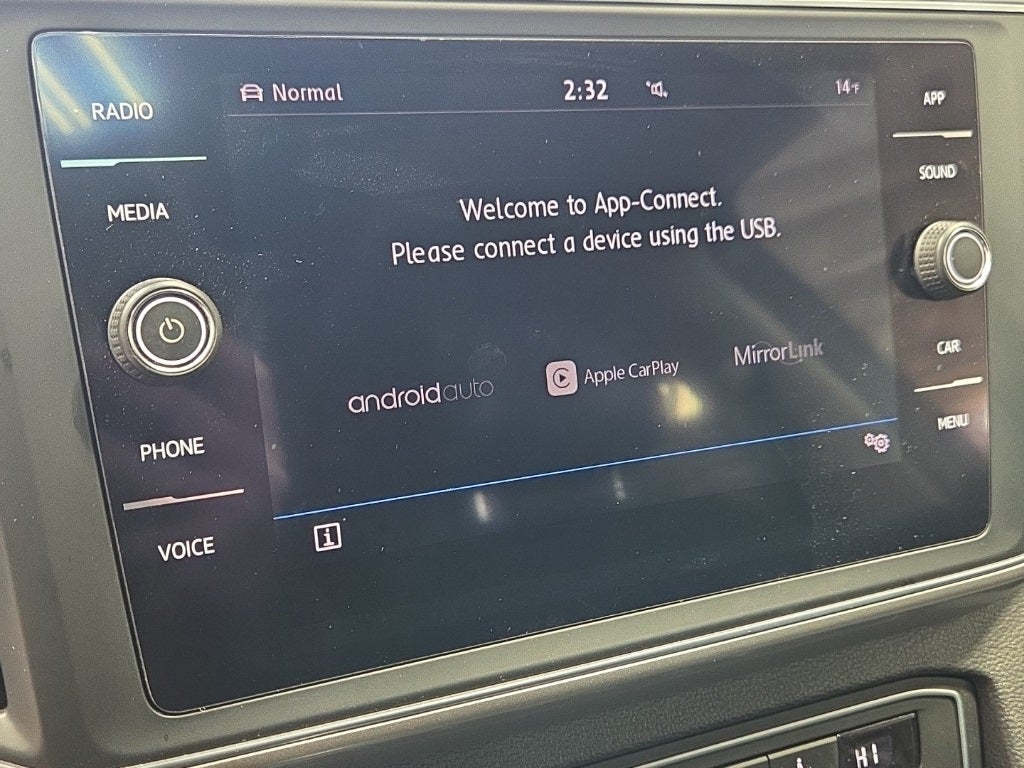 RADIO
MEDIA
PHONE
VOICE
Normal
2:32
14°F
Welcome to App-Connect.
Please connect a device using the USB.
androidauto
Apple CarPlay
MirrorLink
i
APP
SOUND
CAR
MENU
HI